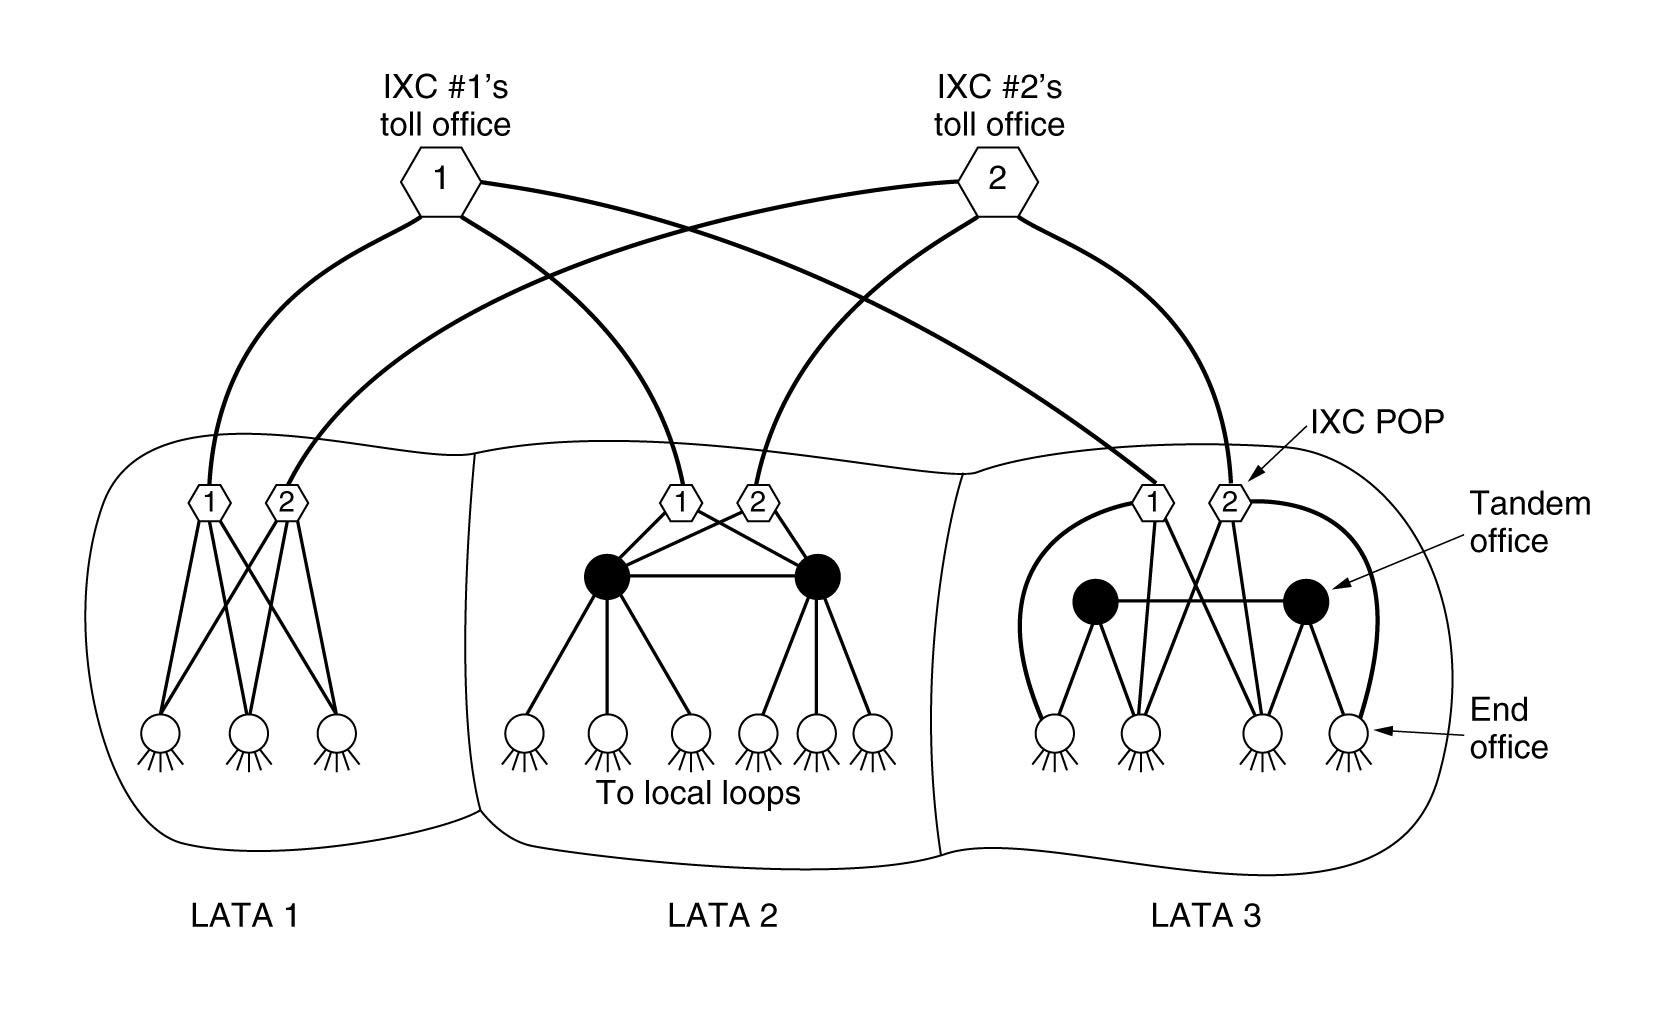 IXC #1’s
toll office
IXC #2’s
toll office
1
2
IXC POP
1
2
1
2
1
2
Tandem
office
End
office
To local loops
LATA 1
LATA 2
LATA 3